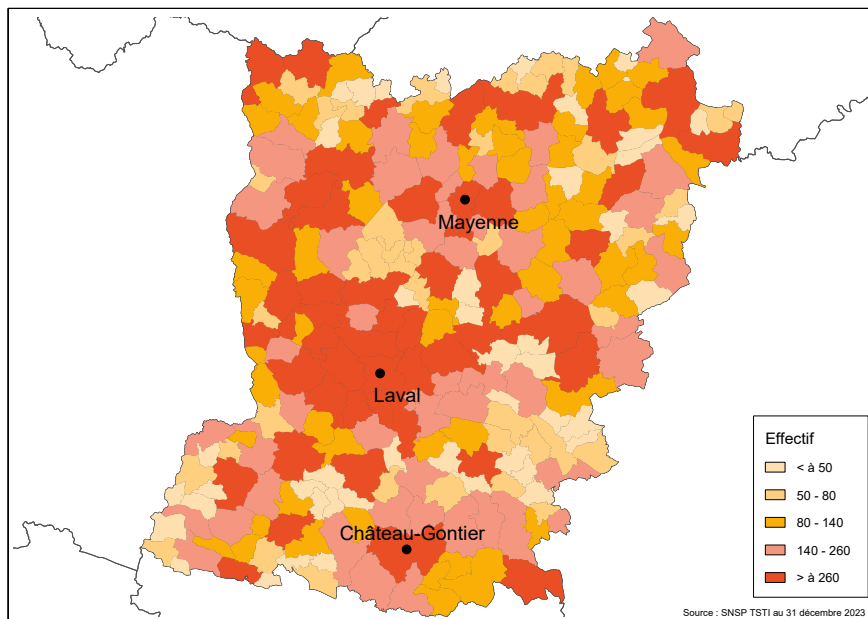 Mayenne
Laval
Château-Gontier
Effectif
< à 50
50 - 80
80 - 140
140 - 260
> à 260
Source : SNSP TSTI au 31 décembre 2023